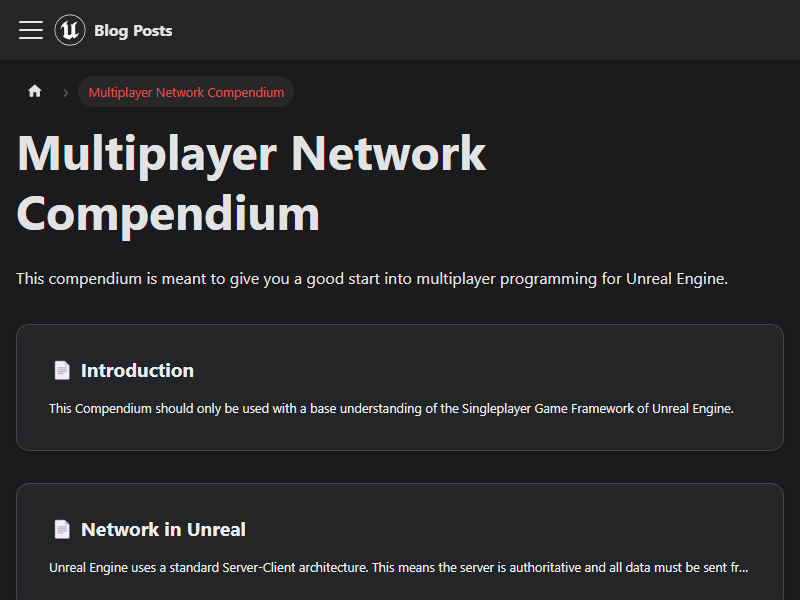 Blog Posts
Multiplayer Network Compendium
Multiplayer Network
Compendium
This compendium is meant to give you a good start into multiplayer programming for Unreal Engine.
Introduction
This Compendium should only be used with a base understanding of the Singleplayer Game Framework of Unreal Engine.
Network in Unreal
Unreal Engine uses a standard Server-Client architecture. This means the server is authoritative and all data must be sent fr...